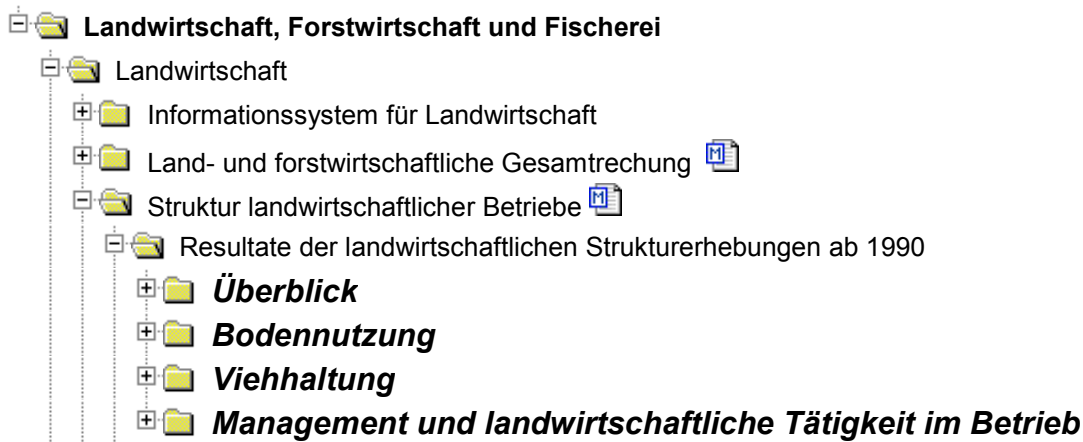 Landwirtschaft, Forstwirtschaft und Fischerei
Landwirtschaft
Informationssystem für Landwirtschaft
Land- und forstwirtschaftliche Gesamtrechung M
Struktur landwirtschaftlicher Betriebe M
Resultate der landwirtschaftlichen Strukturerhebungen ab 1990
Überblick
Bodennutzung
Viehhaltung
Management und landwirtschaftliche Tätigkeit im Betrieb